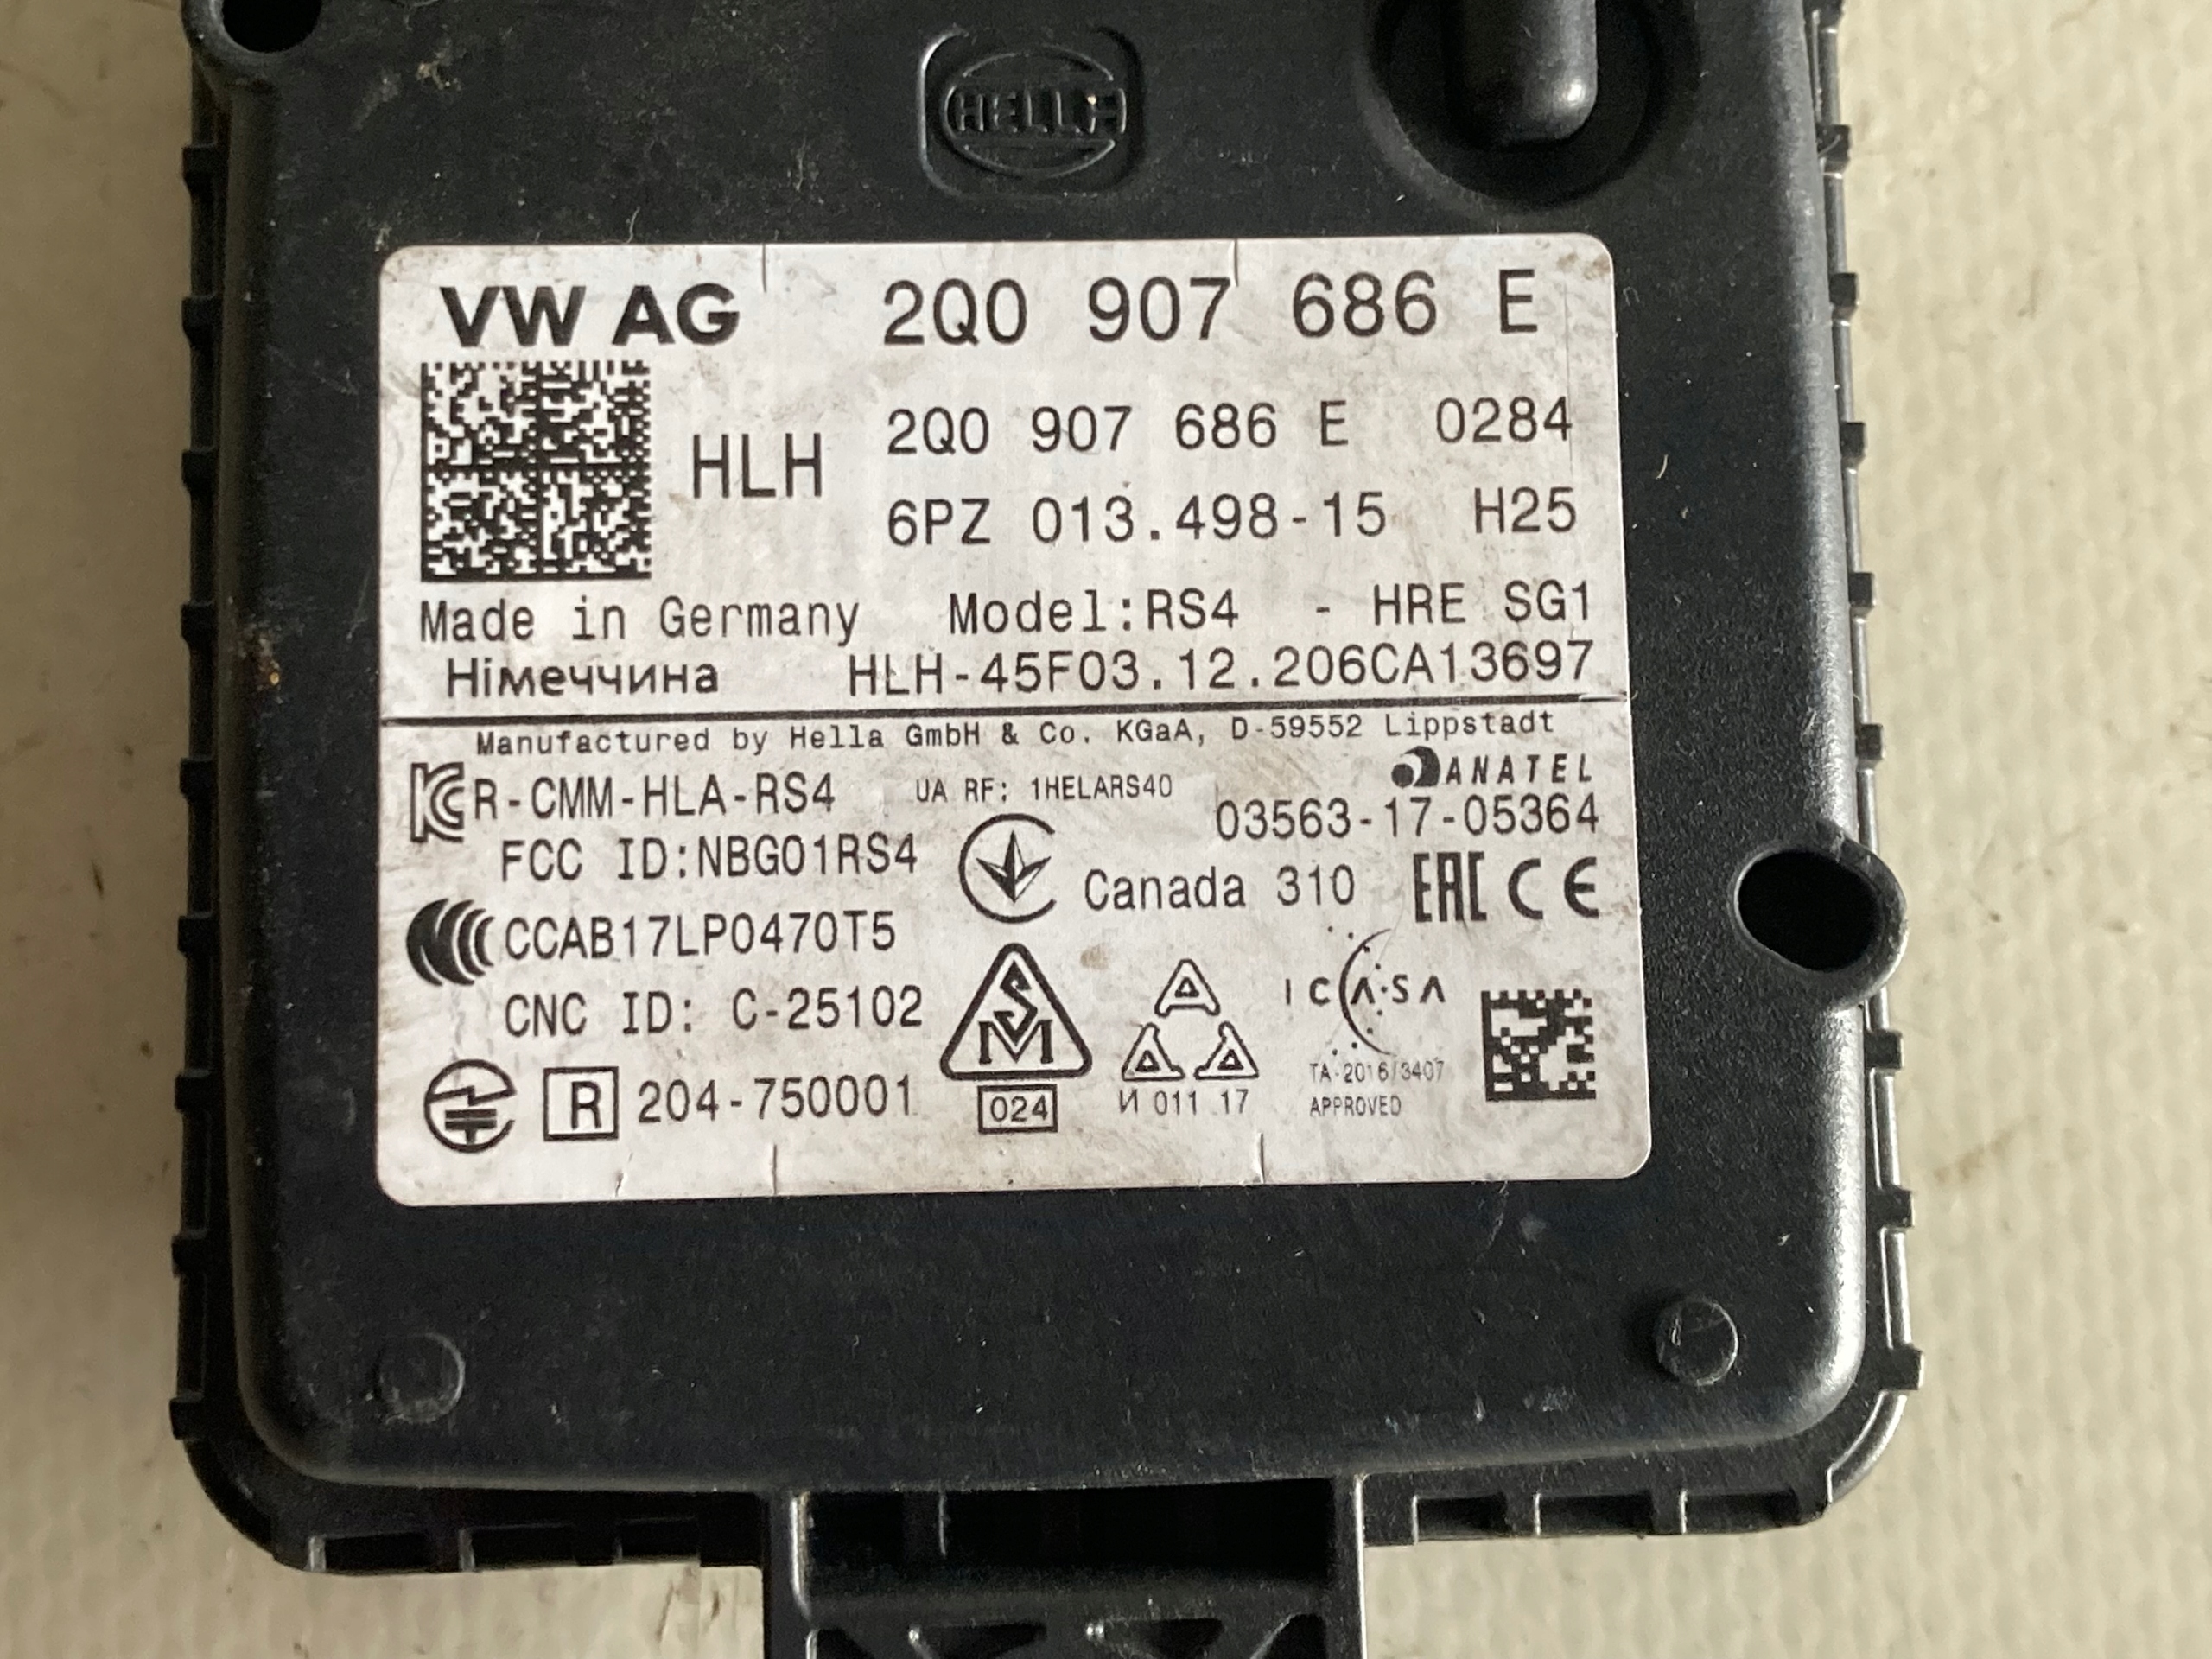 HELLA
VW AG 2Q0 907 686 E
HLH 2Q0 907 686 E 0284
6PZ 013.498-15 H25
Made in Germany Model:RS4 - HRE SG1
Німеччина HLH-45F03.12.206CA13697
Manufactured by Hella GmbH & Co. KGaA, D-59552 Lippstadt
R-CMM-HLA-RS4 UA RF: 1HELARS40 ANATEL
03563-17-05364
FCC ID:NBG01RS4 Canada 310 EAC CE
CCAB17LP0470T5
CNC ID: C-25102 SM ICASA
TA-2016/3407
R 204-750001 024 И 011 17 APPROVED